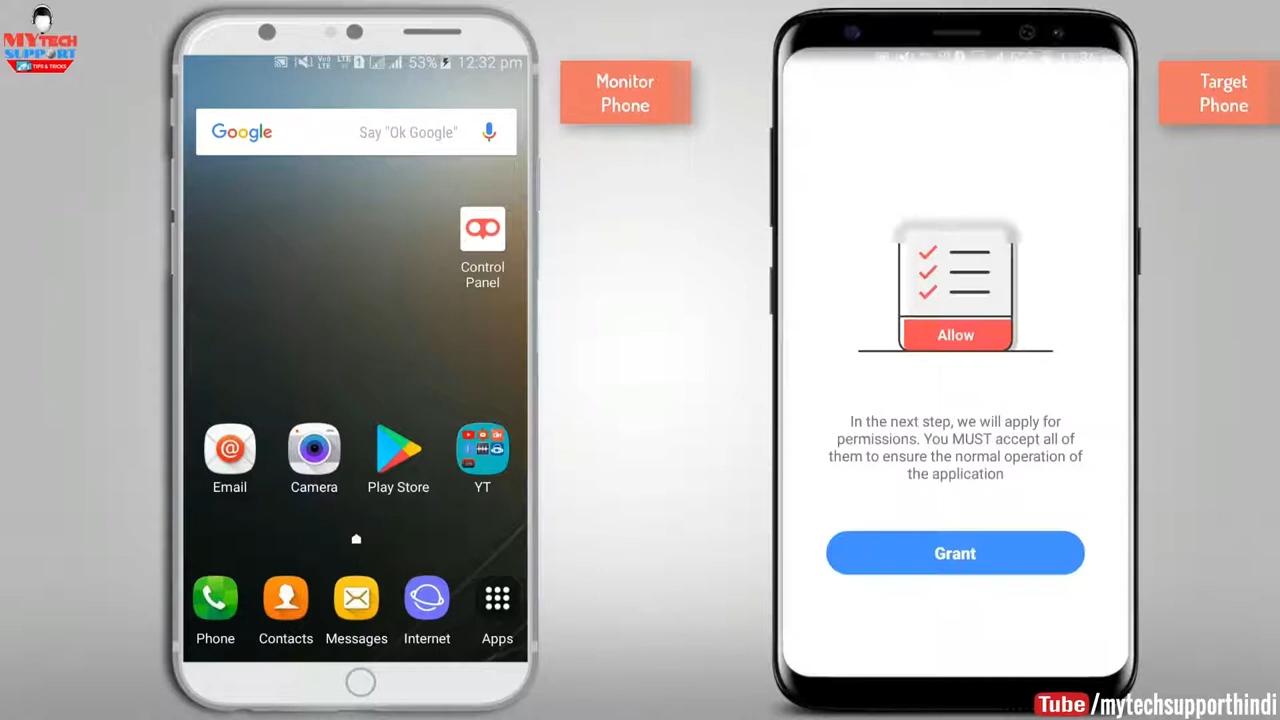 MYTECH
SUPPORT
TIPS & TRICKS
53% 12:32 pm
Google Say "Ok Google"
Control
Panel
Email Camera Play Store YT
Phone Contacts Messages Internet Apps
Monitor
Phone
Allow
In the next step, we will apply for
permissions. You MUST accept all of
them to ensure the normal operation of
the application
Grant
Target
Phone
Tube /mytechsupporthindi